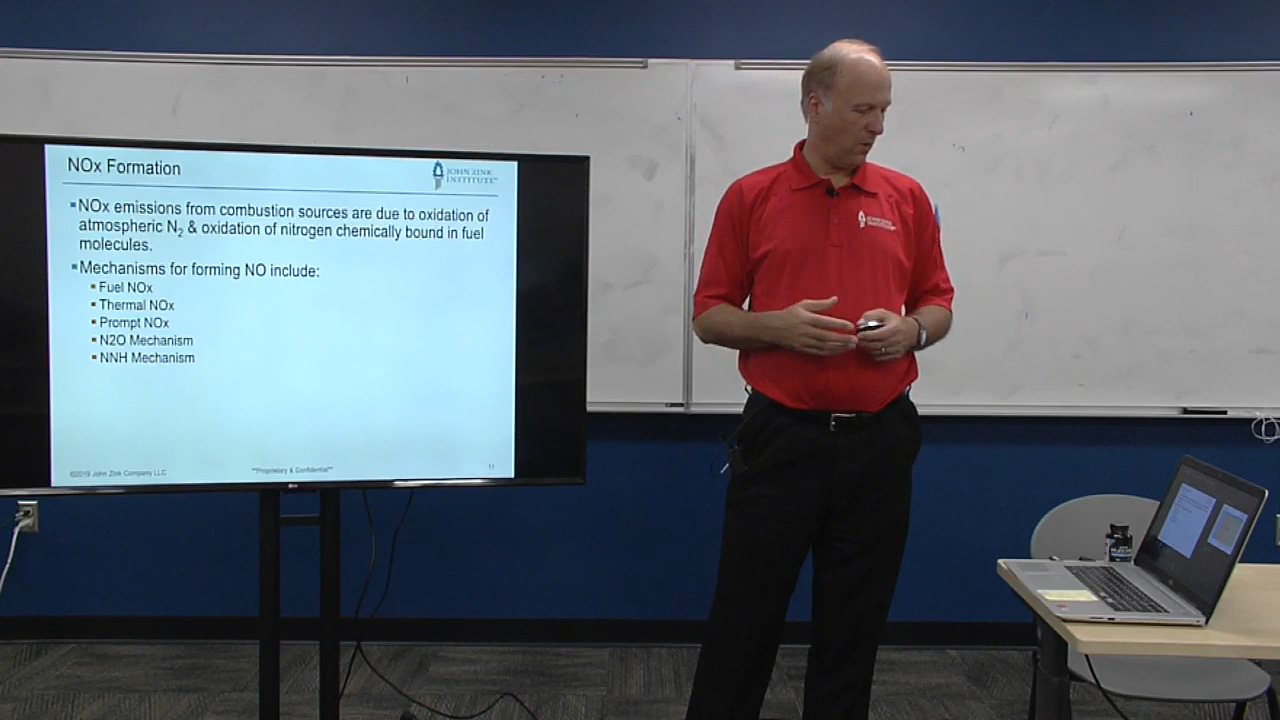 NOx Formation
JOHN ZINK
INSTITUTE
▪NOx emissions from combustion sources are due to oxidation of
atmospheric N2 & oxidation of nitrogen chemically bound in fuel
molecules.
▪Mechanisms for forming NO include:
▪ Fuel NOx
▪ Thermal NOx
▪ Prompt NOx
▪ N2O Mechanism
▪ NNH Mechanism
©2019 John Zink Company LLC
**Proprietary & Confidential**
11